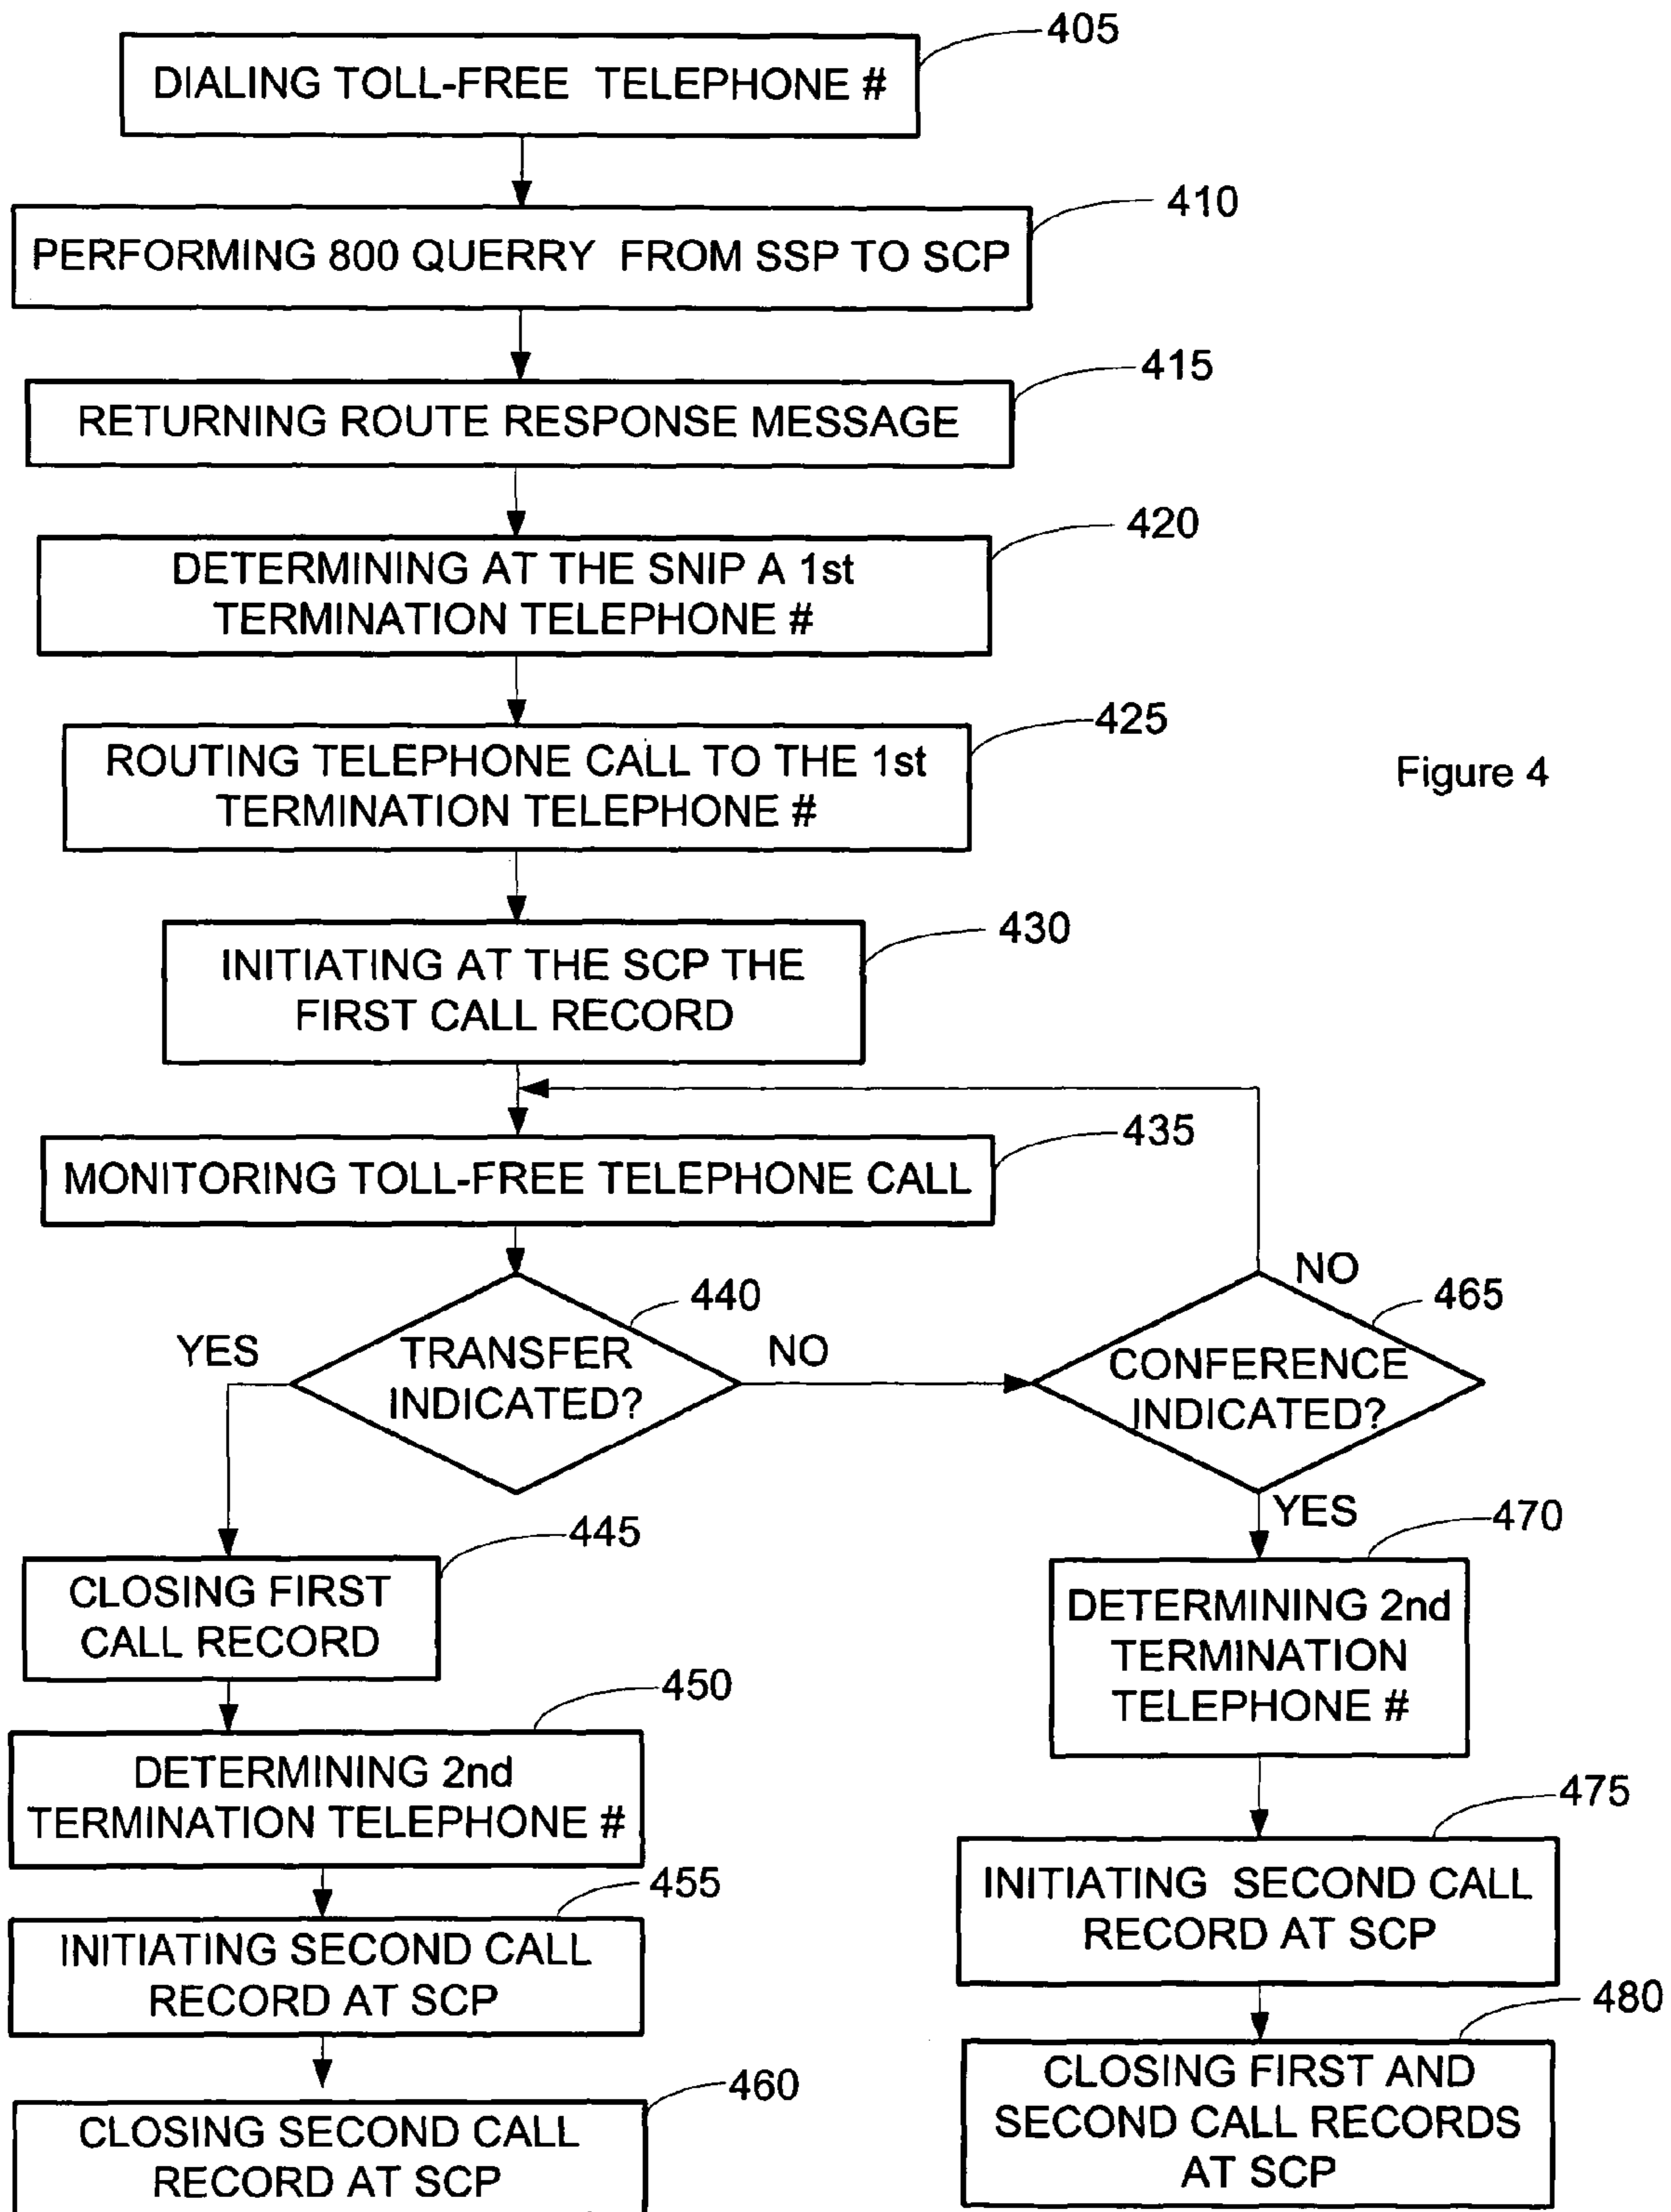 405
DIALING TOLL-FREE TELEPHONE #
410
PERFORMING 800 QUERRY FROM SSP TO SCP
415
RETURNING ROUTE RESPONSE MESSAGE
420
DETERMINING AT THE SNIP A 1st
TERMINATION TELEPHONE #
425
ROUTING TELEPHONE CALL TO THE 1st
TERMINATION TELEPHONE #
Figure 4
430
INITIATING AT THE SCP THE
FIRST CALL RECORD
435
MONITORING TOLL-FREE TELEPHONE CALL
440
YES
TRANSFER
INDICATED?
NO
NO
465
CONFERENCE
INDICATED?
YES
445
CLOSING FIRST
CALL RECORD
450
DETERMINING 2nd
TERMINATION TELEPHONE #
455
INITIATING SECOND CALL
RECORD AT SCP
460
CLOSING SECOND CALL
RECORD AT SCP
470
DETERMINING 2nd
TERMINATION
TELEPHONE #
475
INITIATING SECOND CALL
RECORD AT SCP
480
CLOSING FIRST AND
SECOND CALL RECORDS
AT SCP